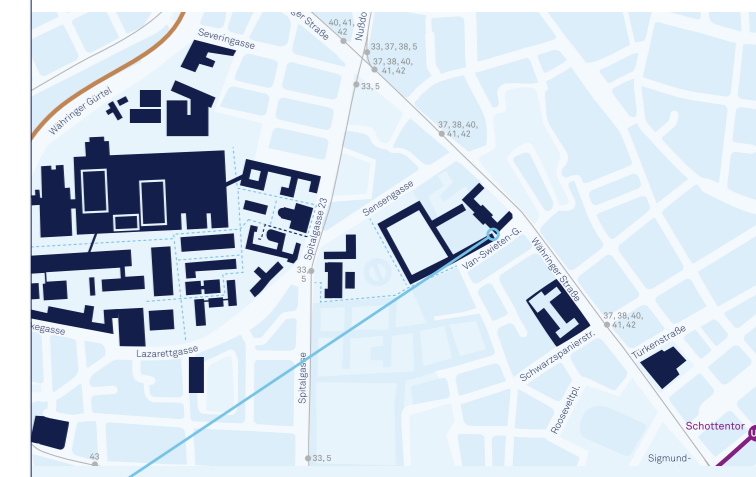 ger Straße
40, 41,
42
Nußdo
Severingasse
33, 37, 38, 5
37, 38, 40,
41, 42
33, 5
Währinger Gürtel
37, 38, 40,
41, 42
Sensengasse
Spitalgasse 23
Van-Swieten-G.
Währinger Straße
33,
5
37, 38, 40,
41, 42
kegasse
Lazarettgasse
Türkenstraße
Schwarzspanierstr.
Spitalgasse
Rooseveltpl.
Schottentor
U
43
33, 5
Sigmund-